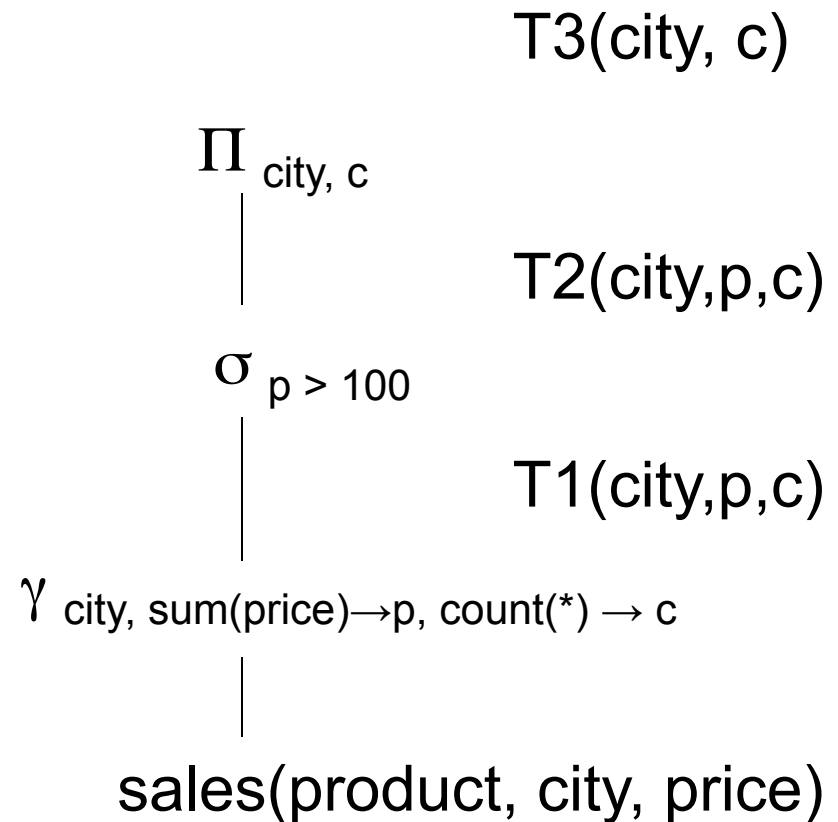 T3(city, c)
Π city, c
T2(city,p,c)
σ p > 100
T1(city,p,c)
γ city, sum(price)→p, count(*) → c
sales(product, city, price)